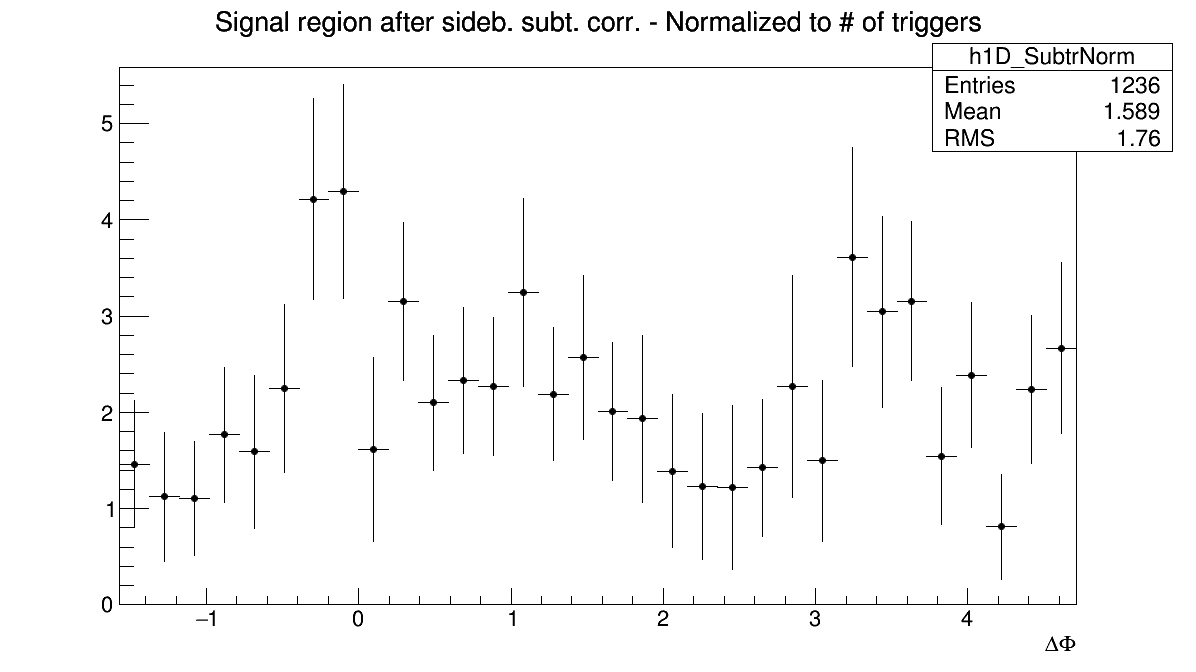 Signal region after sideb. subt. corr. - Normalized to # of triggers
h1D_SubtrNorm
Entries 1236
Mean 1.589
RMS 1.76
5
4
3
2
1
0
−1 0 1 2 3 4
ΔΦ